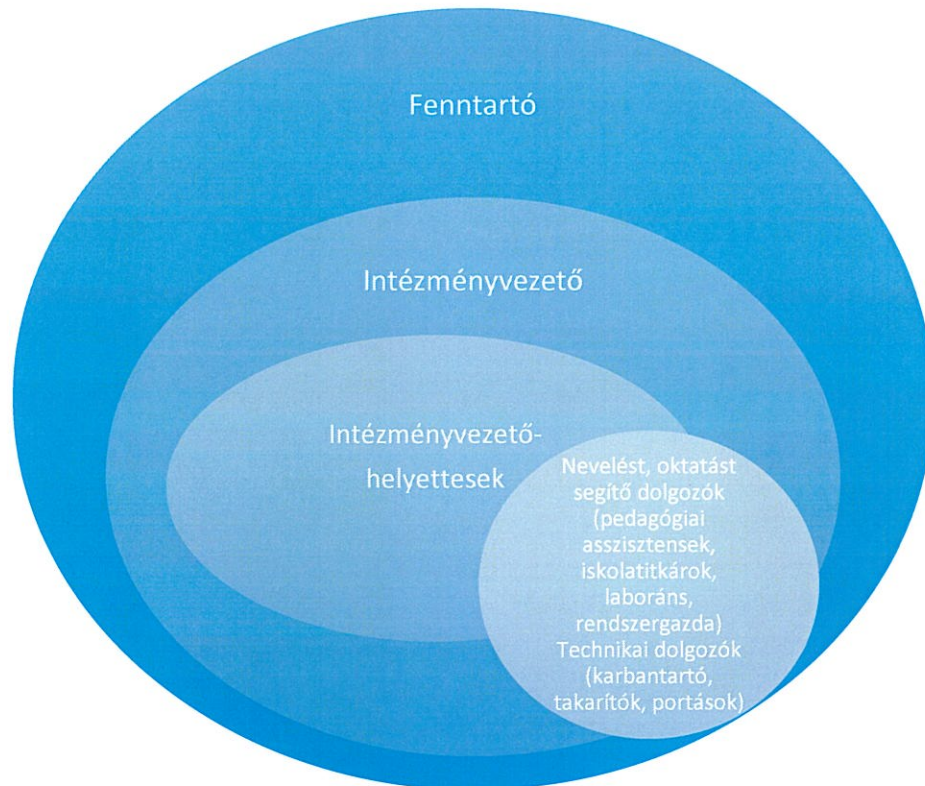 Fenntartó
Intézményvezető
Intézményvezető-
helyettesek
Nevelést, oktatást
segítő dolgozók
(pedagógiai
asszisztensek,
iskolatitkárok,
laboráns,
rendszergazda)
Technikai dolgozók
(karbantartó,
takarítók, portások)